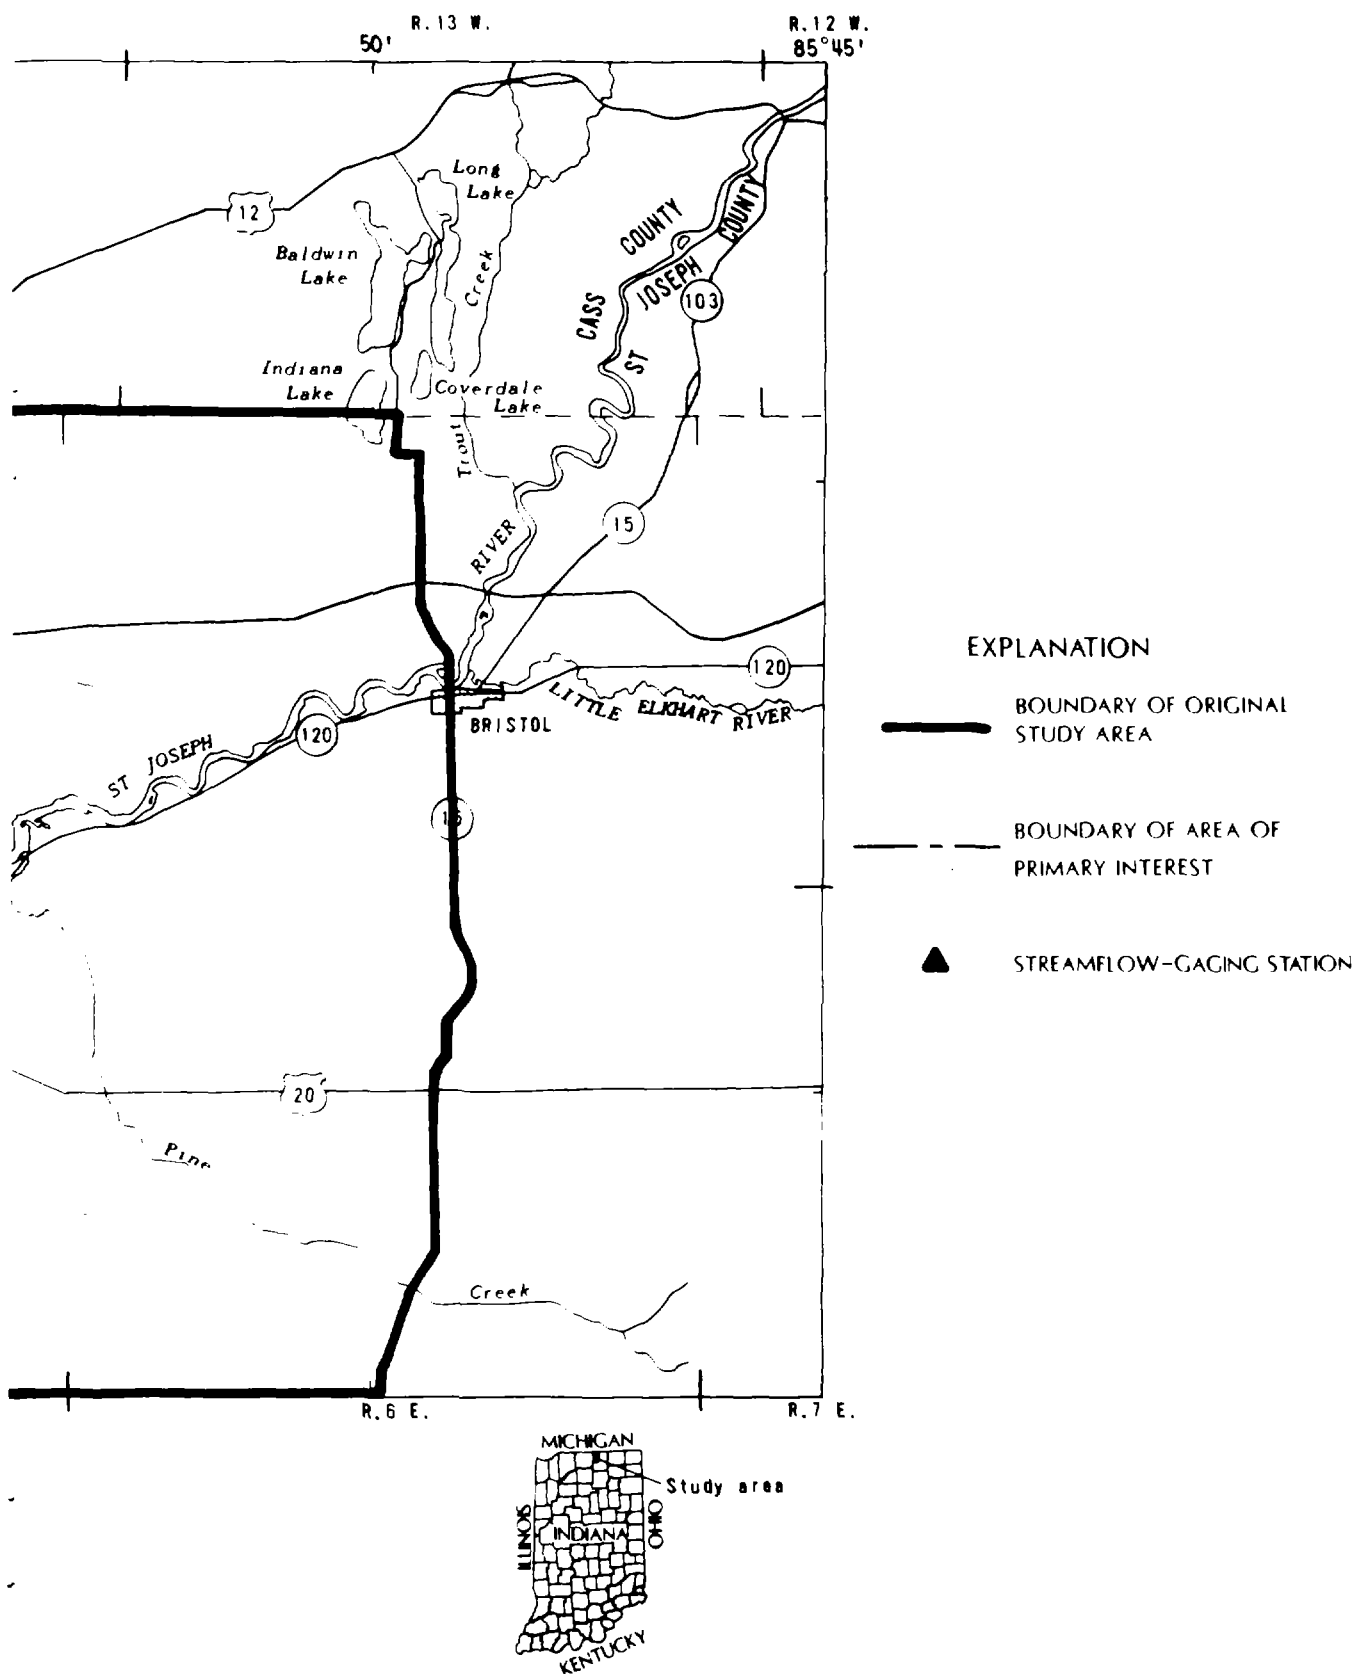 R.13 W.
R.12 W.
50'
85°45'
Long
Lake
12
Baldwin
Lake
Creek
COUNTY
COUNTY
CASS
ST
JOSEPH
103
Indiana
Lake
Coverdale
Lake
Trout
15
RIVER
120
LITTLE ELKHART RIVER
BRISTOL
120
ST JOSEPH
20
Pine
Creek
R.6 E.
R.7 E.
EXPLANATION
BOUNDARY OF ORIGINAL
STUDY AREA
BOUNDARY OF AREA OF
PRIMARY INTEREST
STREAMFLOW-GAGING STATION
MICHIGAN
Study area
ILLINOIS
INDIANA
OHIO
KENTUCKY